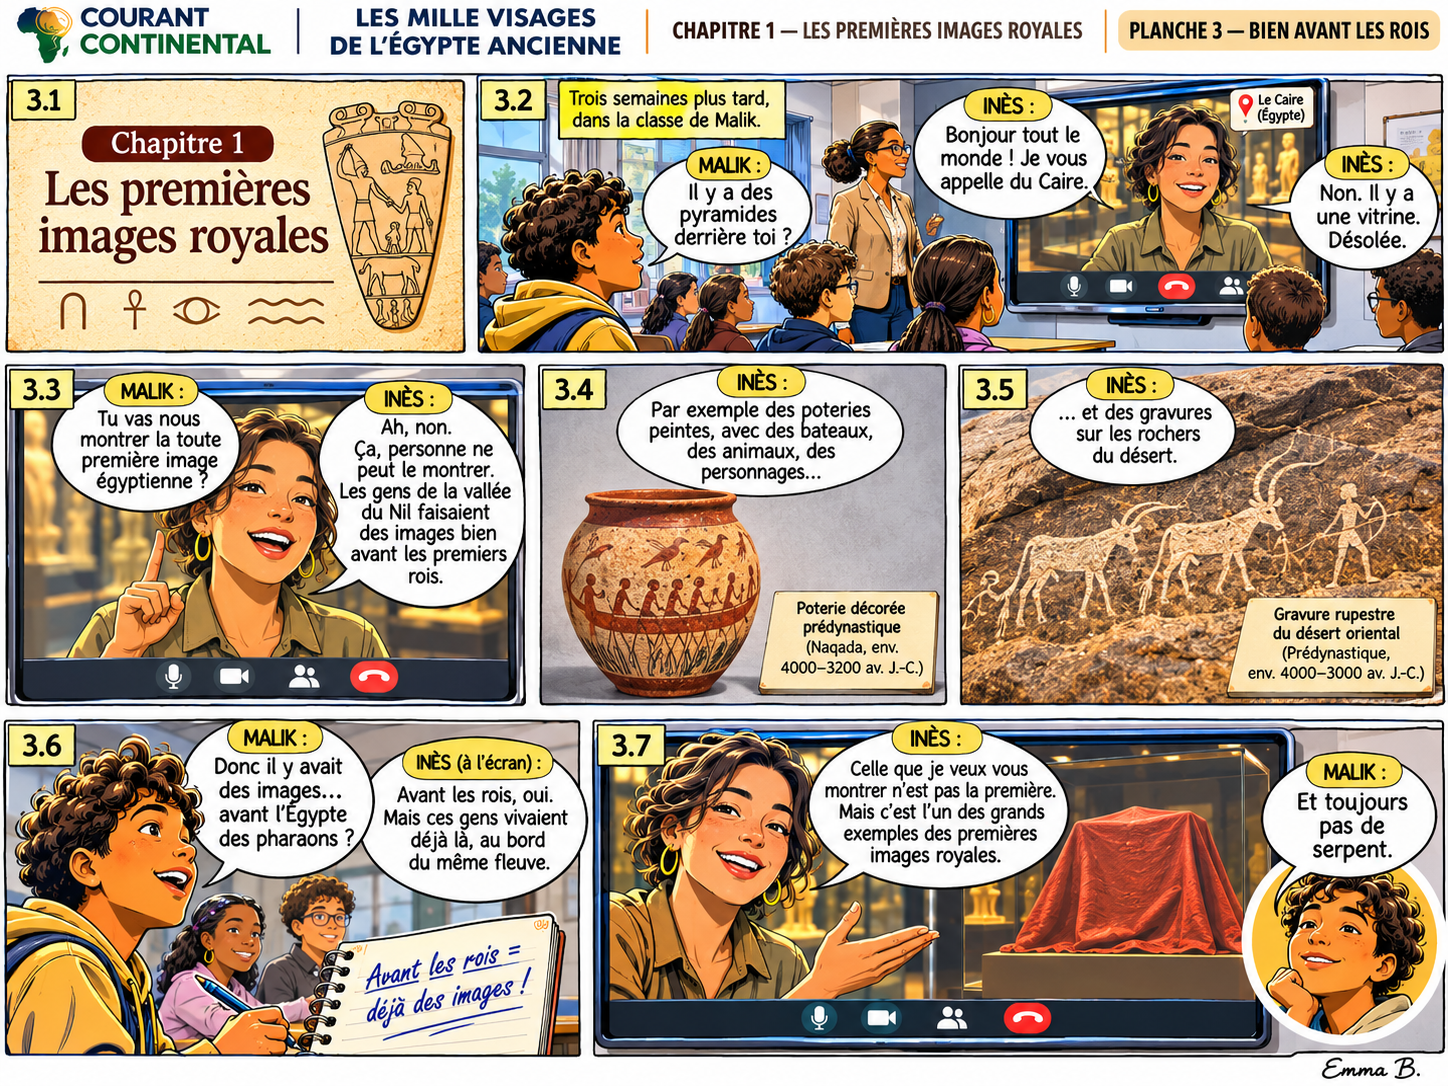 COURANT
CONTINENTAL
LES MILLE VISAGES
DE L'ÉGYPTE ANCIENNE
CHAPITRE 1 — LES PREMIÈRES IMAGES ROYALES
PLANCHE 3 — BIEN AVANT LES ROIS
3.1
Chapitre 1
Les premières
images royales
3.2
Trois semaines plus tard,
dans la classe de Malik.
MALIK :
Il y a des
pyramides
derrière toi ?
INÈS :
Bonjour tout le
monde ! Je vous
appelle du Caire.
Le Caire
(Égypte)
INÈS :
Non. Il y a
une vitrine.
Désolée.
3.3
MALIK :
Tu vas nous
montrer la toute
première image
égyptienne ?
INÈS :
Ah, non.
Ça, personne ne
peut le montrer.
Les gens de la vallée
du Nil faisaient
des images bien
avant les premiers
rois.
3.4
INÈS :
Par exemple des poteries
peintes, avec des bateaux,
des animaux, des
personnages...
Poterie décorée
prédynastique
(Naqada, env.
4000–3200 av. J.-C.)
3.5
INÈS :
... et des gravures
sur les rochers
du désert.
Gravure rupestre
du désert oriental
(Prédynastique,
env. 4000–3000 av. J.-C.)
3.6
MALIK :
Donc il y avait
des images...
avant l'Égypte
des pharaons ?
INÈS (à l'écran) :
Avant les rois, oui.
Mais ces gens vivaient
déjà là, au bord
du même fleuve.
Avant les rois =
déjà des images !
3.7
INÈS :
Celle que je veux vous
montrer n'est pas la première.
Mais c'est l'un des grands
exemples des premières
images royales.
MALIK :
Et toujours
pas de
serpent.
Emma B.